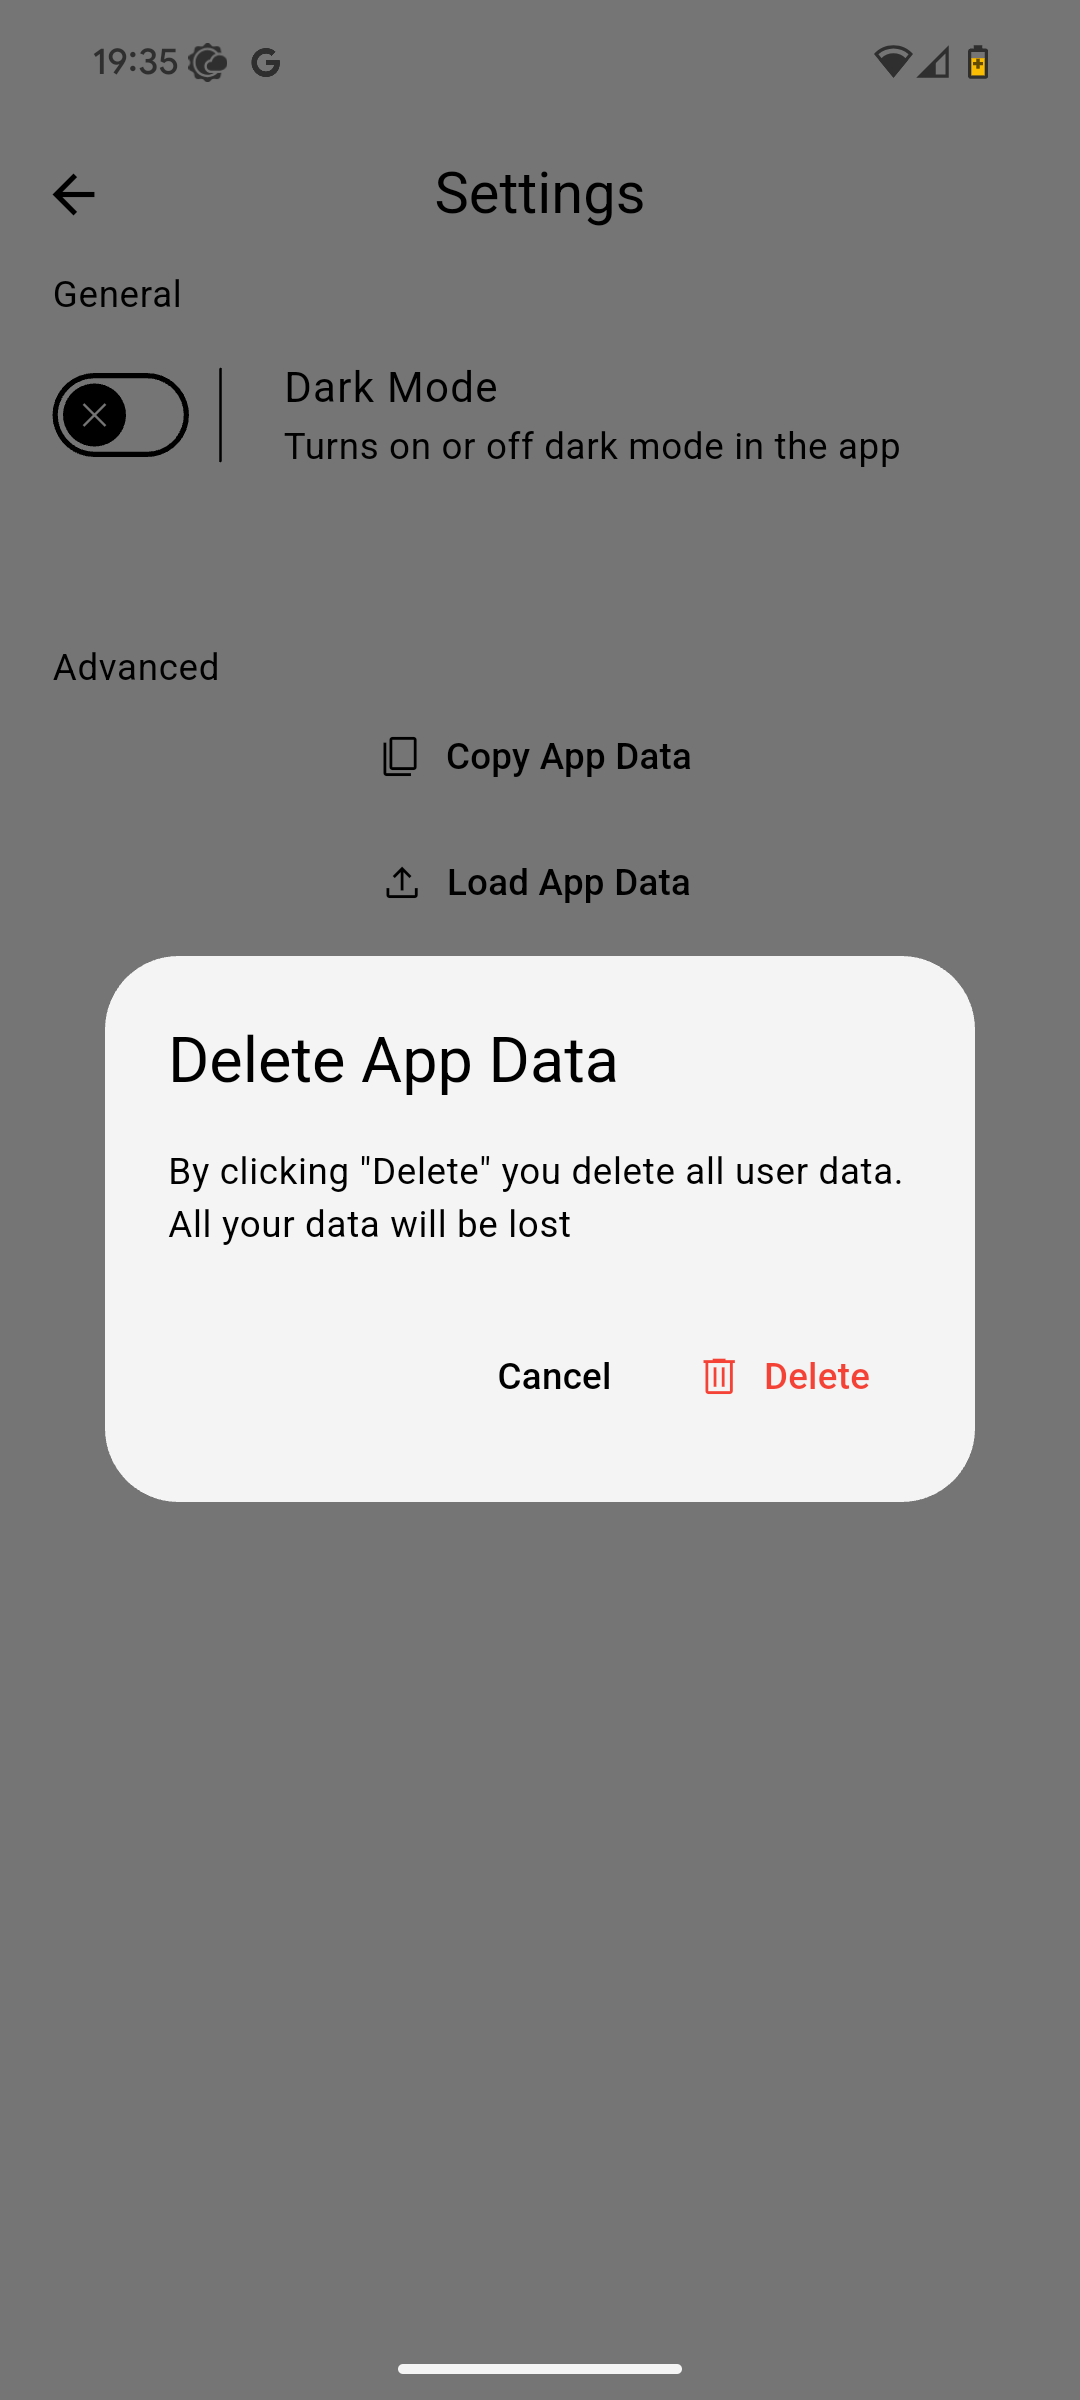 19:35
Settings
General
Dark Mode
Turns on or off dark mode in the app
Advanced
Copy App Data
Load App Data
Delete App Data
By clicking "Delete" you delete all user data.
All your data will be lost
Cancel
Delete